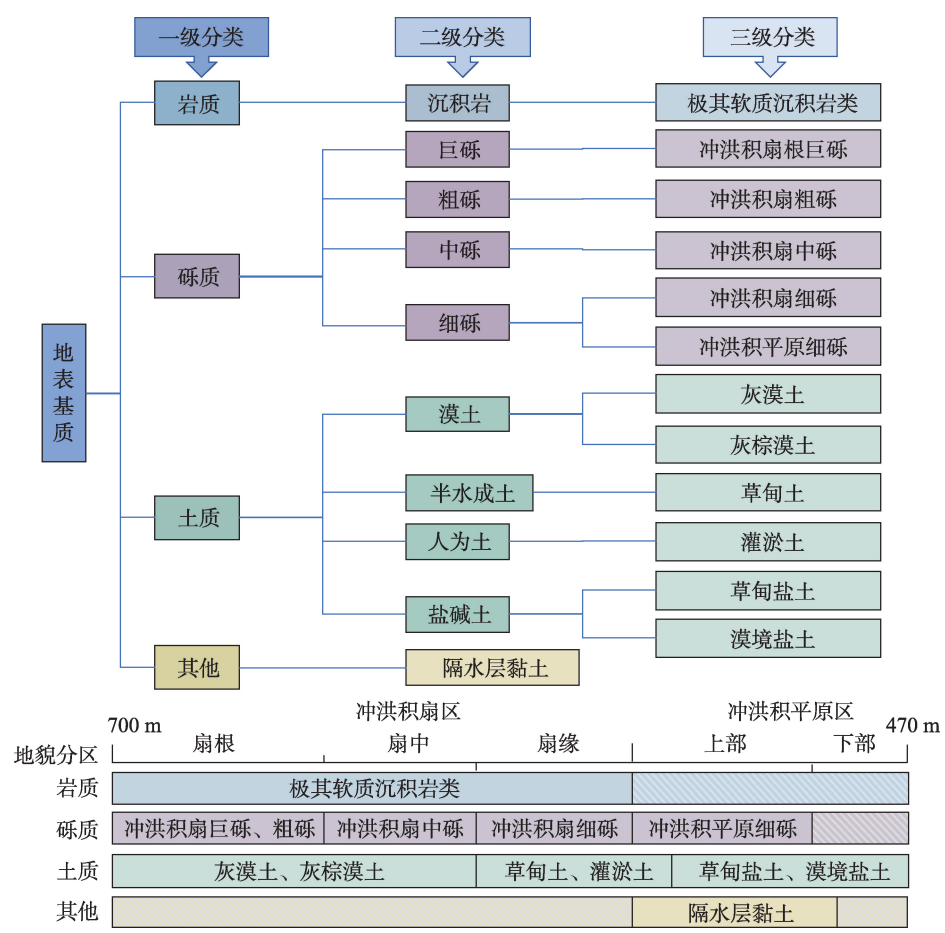 一级分类
二级分类
三级分类
岩质
沉积岩
极其软质沉积岩类
巨砾
冲洪积扇根巨砾
粗砾
冲洪积扇粗砾
砾质
中砾
冲洪积扇中砾
细砾
冲洪积扇细砾
冲洪积平原细砾
地表基质
漠土
灰漠土
灰棕漠土
土质
半水成土
草甸土
人为土
灌淤土
盐碱土
草甸盐土
漠境盐土
其他
隔水层黏土
700 m
冲洪积扇区
冲洪积平原区
470 m
地貌分区
扇根
扇中
扇缘
上部
下部
岩质
极其软质沉积岩类
砾质
冲洪积扇巨砾、粗砾
冲洪积扇中砾
冲洪积扇细砾
冲洪积平原细砾
土质
灰漠土、灰棕漠土
草甸土、灌淤土
草甸盐土、漠境盐土
其他
隔水层黏土